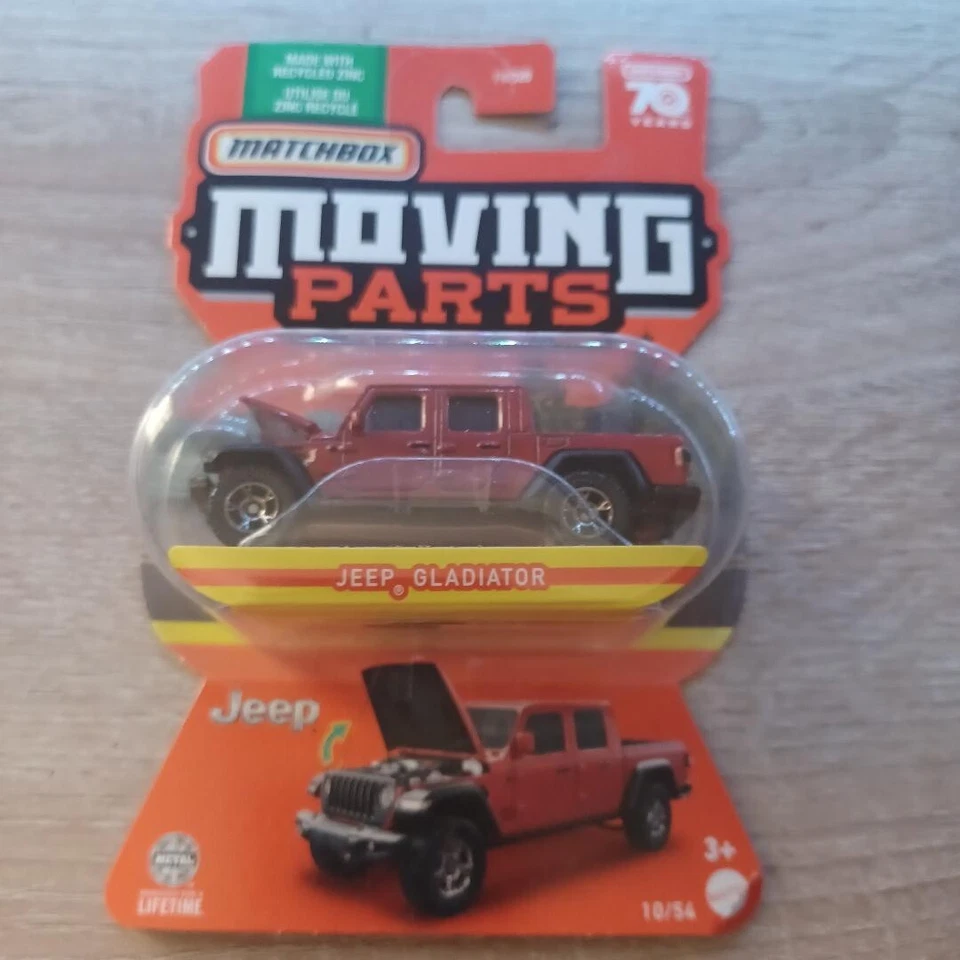 MADE WITH
RECYCLED ZINC
UTILISE DU
ZINC RECYCLÉ
70
YEARS
MATCHBOX
MOVING
PARTS
JEEP® GLADIATOR
Jeep
METAL
LIFETIME
3+
10/54